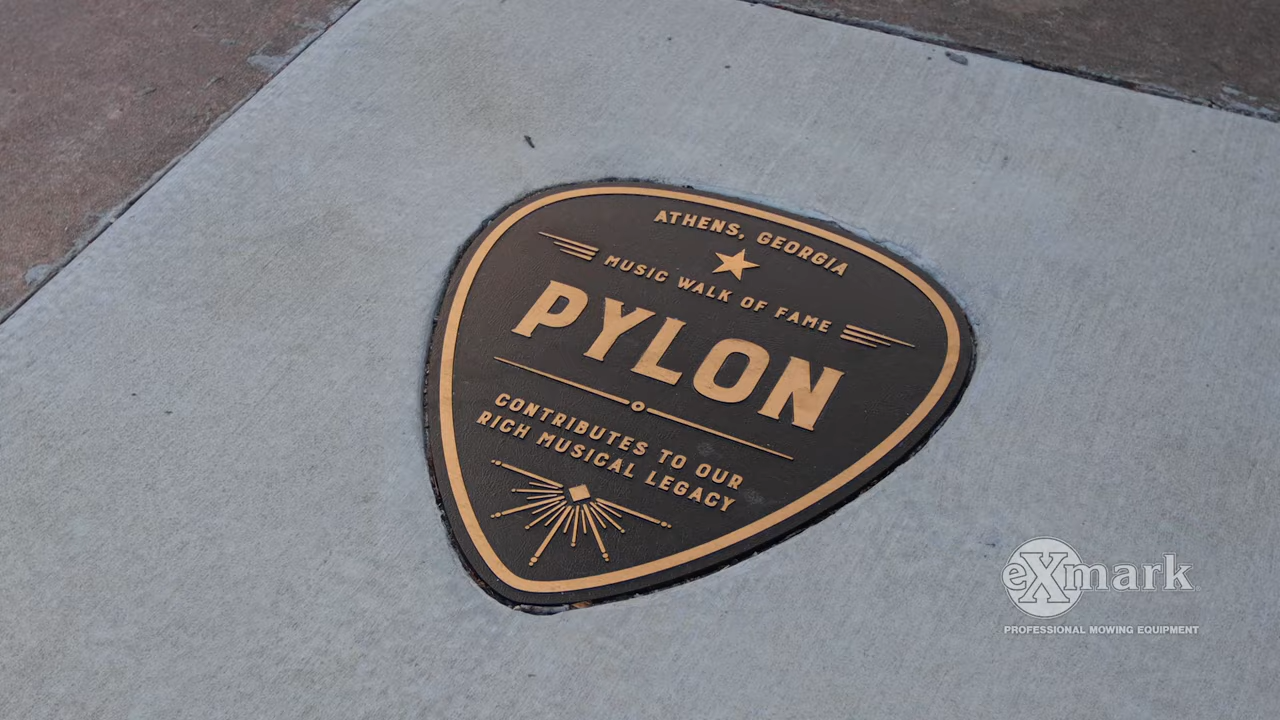 ATHENS, GEORGIA
MUSIC WALK OF FAME
PYLON
CONTRIBUTES TO OUR
RICH MUSICAL LEGACY
eXmark
PROFESSIONAL MOWING EQUIPMENT